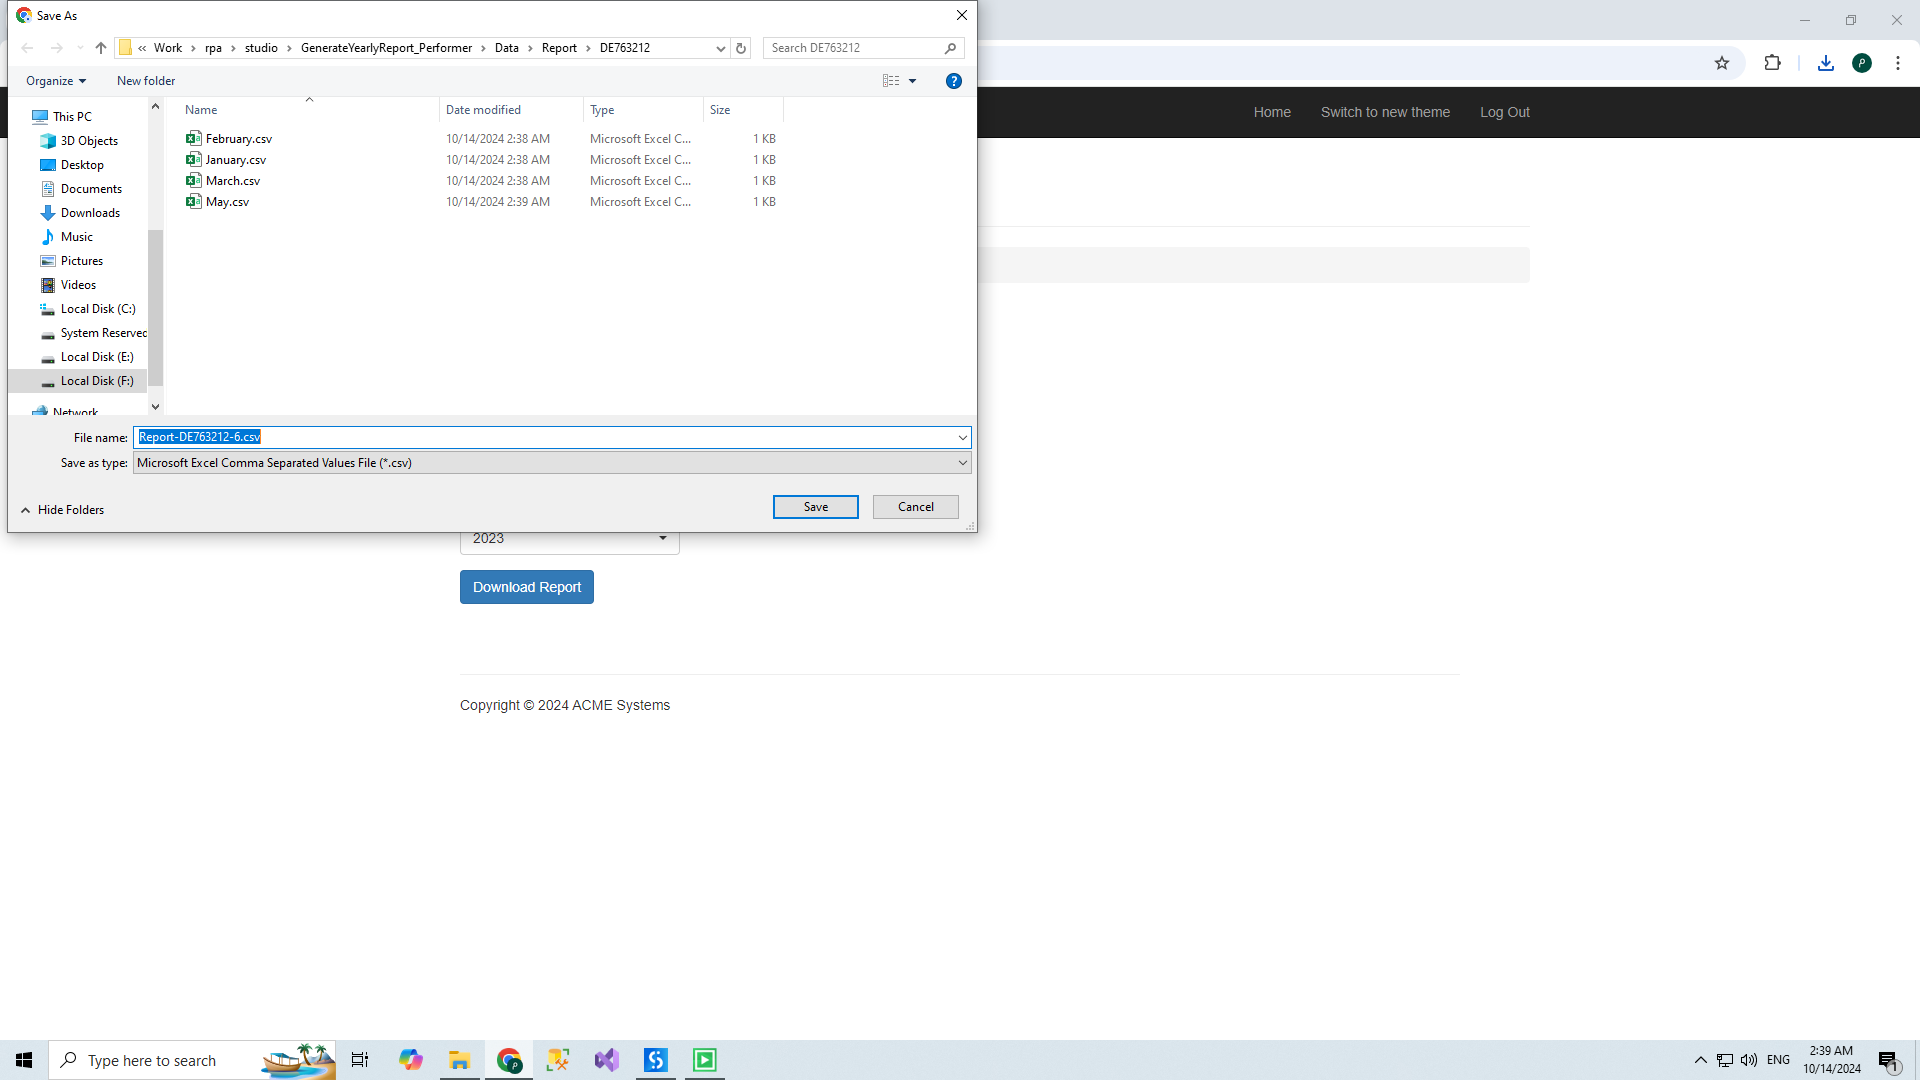 Save As
« Work › rpa › studio › GenerateYearlyReport_Performer › Data › Report › DE763212
Search DE763212
Organize
New folder
Home
Switch to new theme
Log Out
Name
Date modified
Type
Size
This PC
3D Objects
Desktop
Documents
Downloads
Music
Pictures
Videos
Local Disk (C:)
System Reserved
Local Disk (E:)
Local Disk (F:)
Network
February.csv 10/14/2024 2:38 AM Microsoft Excel C... 1 KB
January.csv 10/14/2024 2:38 AM Microsoft Excel C... 1 KB
March.csv 10/14/2024 2:38 AM Microsoft Excel C... 1 KB
May.csv 10/14/2024 2:39 AM Microsoft Excel C... 1 KB
File name: Report-DE763212-6.csv
Save as type: Microsoft Excel Comma Separated Values File (*.csv)
Hide Folders
Save
Cancel
2023
Download Report
Copyright © 2024 ACME Systems
Type here to search
ENG
2:39 AM
10/14/2024
1